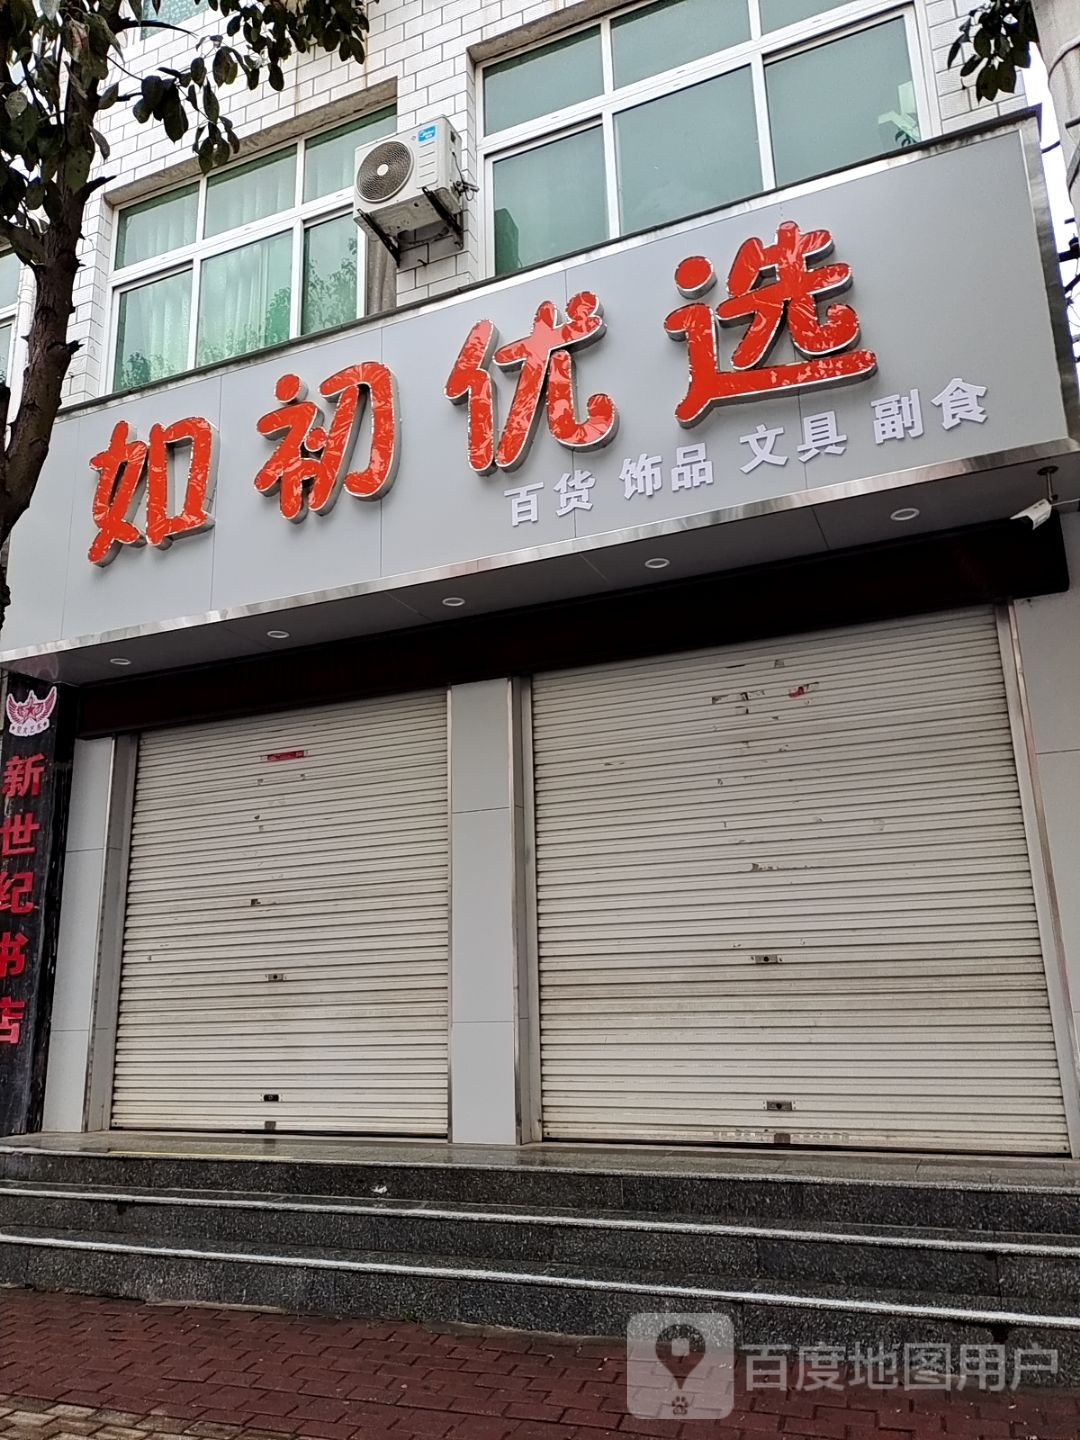 如初优选
百货 饰品 文具 副食
新世纪书店
百度地图用户